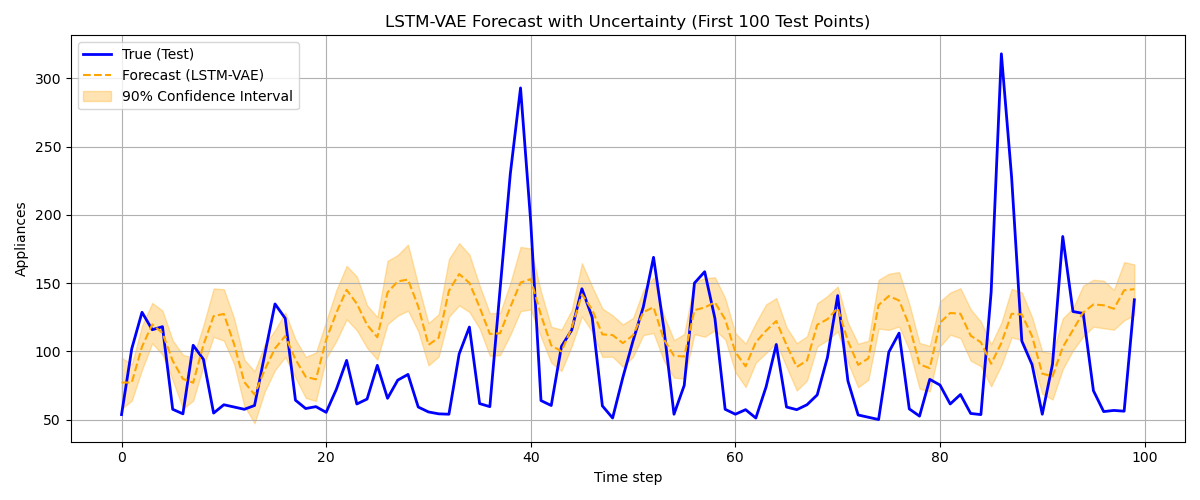 LSTM-VAE Forecast with Uncertainty (First 100 Test Points)
True (Test)
Forecast (LSTM-VAE)
90% Confidence Interval
Appliances
300
250
200
150
100
50
0 20 40 60 80 100
Time step